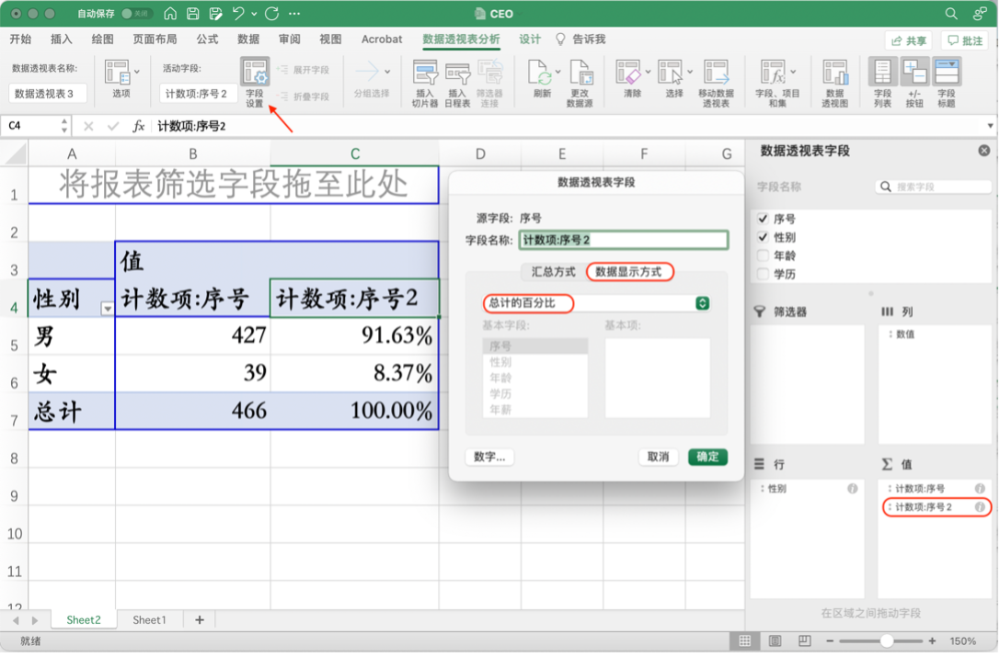 自动保存 关闭 CEO
开始 插入 绘图 页面布局 公式 数据 审阅 视图 Acrobat 数据透视表分析 设计 告诉我 共享 批注
数据透视表名称:
数据透视表3
选项
活动字段:
计数项:序号2
字段
设置
展开字段
折叠字段
分组选择
插入
切片器
插入
日程表
筛选器
连接
刷新
更改
数据源
清除
选择
移动数据
透视表
字段、项目
和集
数据
透视图
字段
列表
+/-
按钮
字段
标题
C4 fx 计数项:序号2
A B C D E F G
1 将报表筛选字段拖至此处
2
3 值
4 性别 计数项:序号 计数项:序号2
5 男 427 91.63%
6 女 39 8.37%
7 总计 466 100.00%
8
9
10
11
12
数据透视表字段
源字段: 序号
字段名称: 计数项:序号2
汇总方式 数据显示方式
总计的百分比
基本字段: 基本项:
序号
性别
年龄
学历
年薪
数字... 取消 确定
数据透视表字段
字段名称 搜索字段
序号
性别
年龄
学历
筛选器 列
数值
行 Σ 值
性别 计数项:序号
计数项:序号2
在区域之间拖动字段
Sheet2 Sheet1 +
就绪 − + 150%